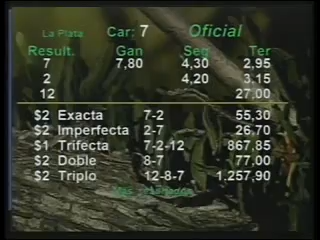 La Plata Car: 7 Oficial
Result. Gan Seg Ter
7 7,80 4,30 2,95
2 4,20 3,15
12 27,00
$2 Exacta 7-2 55,30
$2 Imperfecta 2-7 26,70
$1 Trifecta 7-2-12 867,85
$2 Doble 8-7 77,00
$2 Triplo 12-8-7 1,257,90